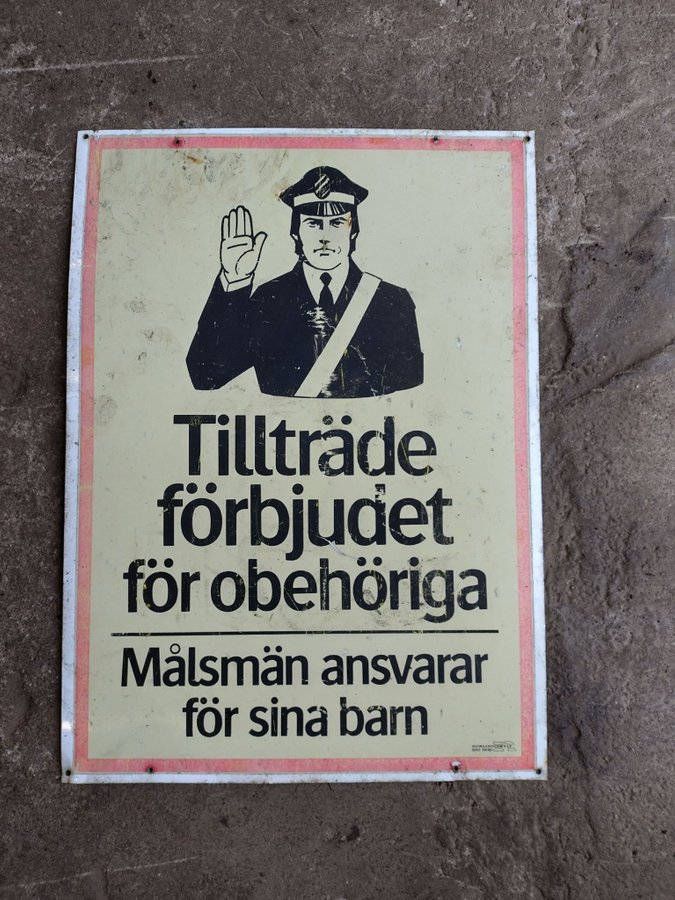 Tillträde
förbjudet
för obehöriga
Målsmän ansvarar
för sina barn